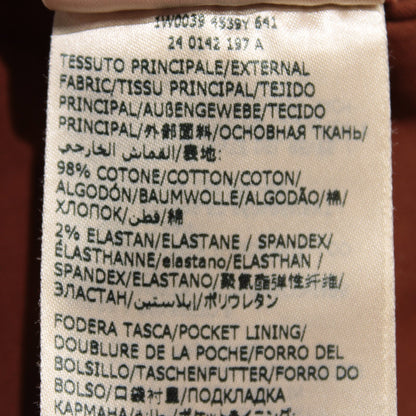 1W0039 4539Y 641
24 0142 197 A
TESSUTO PRINCIPALE/EXTERNAL
FABRIC/TISSU PRINCIPAL/TEJIDO
PRINCIPAL/AUßENGEWEBE/TECIDO
PRINCIPAL/外部面料/ОСНОВНАЯ ТКАНЬ/
القماش الخارجي/裏地:
98% COTONE/COTTON/COTON/
ALGODÓN/BAUMWOLLE/ALGODÃO/棉/
ХЛОПОК/قطن/綿
2% ELASTAN/ELASTANE / SPANDEX/
ÉLASTHANNE/elastano/ELASTHAN /
SPANDEX/ELASTANO/聚氨酯弹性纤维/
ЭЛАСТАН/إيلاستين/ポリウレタン
FODERA TASCA/POCKET LINING/
DOUBLURE DE LA POCHE/FORRO DEL
BOLSILLO/TASCHENFUTTER/FORRO DO
BOLSO/口袋衬里/ПОДКЛАДКА
КАРМАНА/